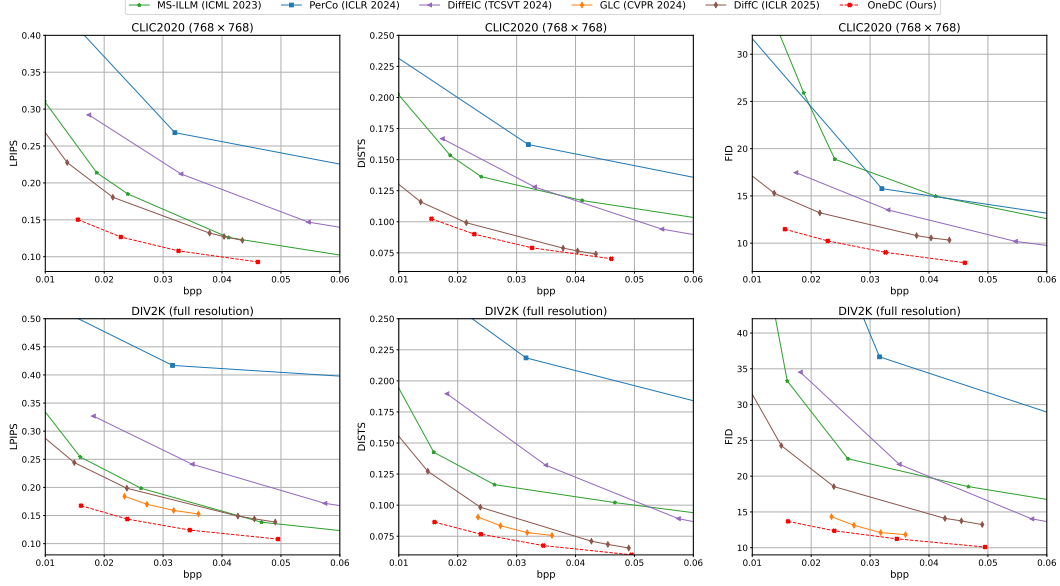 MS-ILLM (ICML 2023) PerCo (ICLR 2024) DiffEIC (TCSVT 2024) GLC (CVPR 2024) DiffC (ICLR 2025) OneDC (Ours)
CLIC2020 (768 × 768)
0.40
0.35
0.30
0.25
0.20
0.15
0.10
LPIPS
0.01 0.02 0.03 0.04 0.05 0.06
bpp
CLIC2020 (768 × 768)
0.250
0.225
0.200
0.175
0.150
0.125
0.100
0.075
DISTS
0.01 0.02 0.03 0.04 0.05 0.06
bpp
CLIC2020 (768 × 768)
30
25
20
15
10
FID
0.01 0.02 0.03 0.04 0.05 0.06
bpp
DIV2K (full resolution)
0.50
0.45
0.40
0.35
0.30
0.25
0.20
0.15
0.10
LPIPS
0.01 0.02 0.03 0.04 0.05 0.06
bpp
DIV2K (full resolution)
0.250
0.225
0.200
0.175
0.150
0.125
0.100
0.075
DISTS
0.01 0.02 0.03 0.04 0.05 0.06
bpp
DIV2K (full resolution)
40
35
30
25
20
15
10
FID
0.01 0.02 0.03 0.04 0.05 0.06
bpp